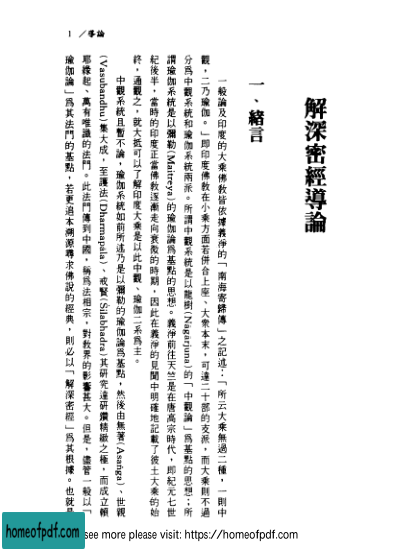 1 /導論
解深密經導論
一、緒言
一般論及印度的大乘佛教皆依據義淨的「南海寄歸傳」之記述：「所云大乘無過二種，一則中
觀，二乃瑜伽。」即印度佛教在小乘方面若併合上座、大衆本末，可達二十部的支派，而大乘則不過
分爲中觀系統和瑜伽系統兩派。所謂中觀系統是以龍樹(Nāgārjuna)的「中觀論」爲基點的思想；所
謂瑜伽系統是以彌勒(Maitreya)的瑜伽論爲基點的思想。義淨前往天竺是在唐高宗時代，即紀元七世
紀後半，當時的印度正當佛教逐漸走向衰微的時期，因此在義淨的見聞中明確地記載了彼土大乘的始
終，通觀之，就大抵可以了解印度大乘是以此中觀、瑜伽二系爲主。
中觀系統且暫不論，瑜伽系統如前所述乃是以彌勒的瑜伽論爲基點，然後由無著(Asaṅga)、世親
(Vasubandhu)集大成，至護法(Dharmapāla)、戒賢(Śīlabhadra)其研究達研鑽精緻之極，而成立賴
耶緣起、萬有唯識的法門。此法門傳到中國，稱爲法相宗，對教界的影響甚大。但是，儘管一般以「
瑜伽論」爲其法門的基點，若更追本溯源尋求佛說的經典，則必以「解深密經」爲其根據。也就是
homeofpdf.com
see more please visit: https://homeofpdf.com
homeofpdf.com